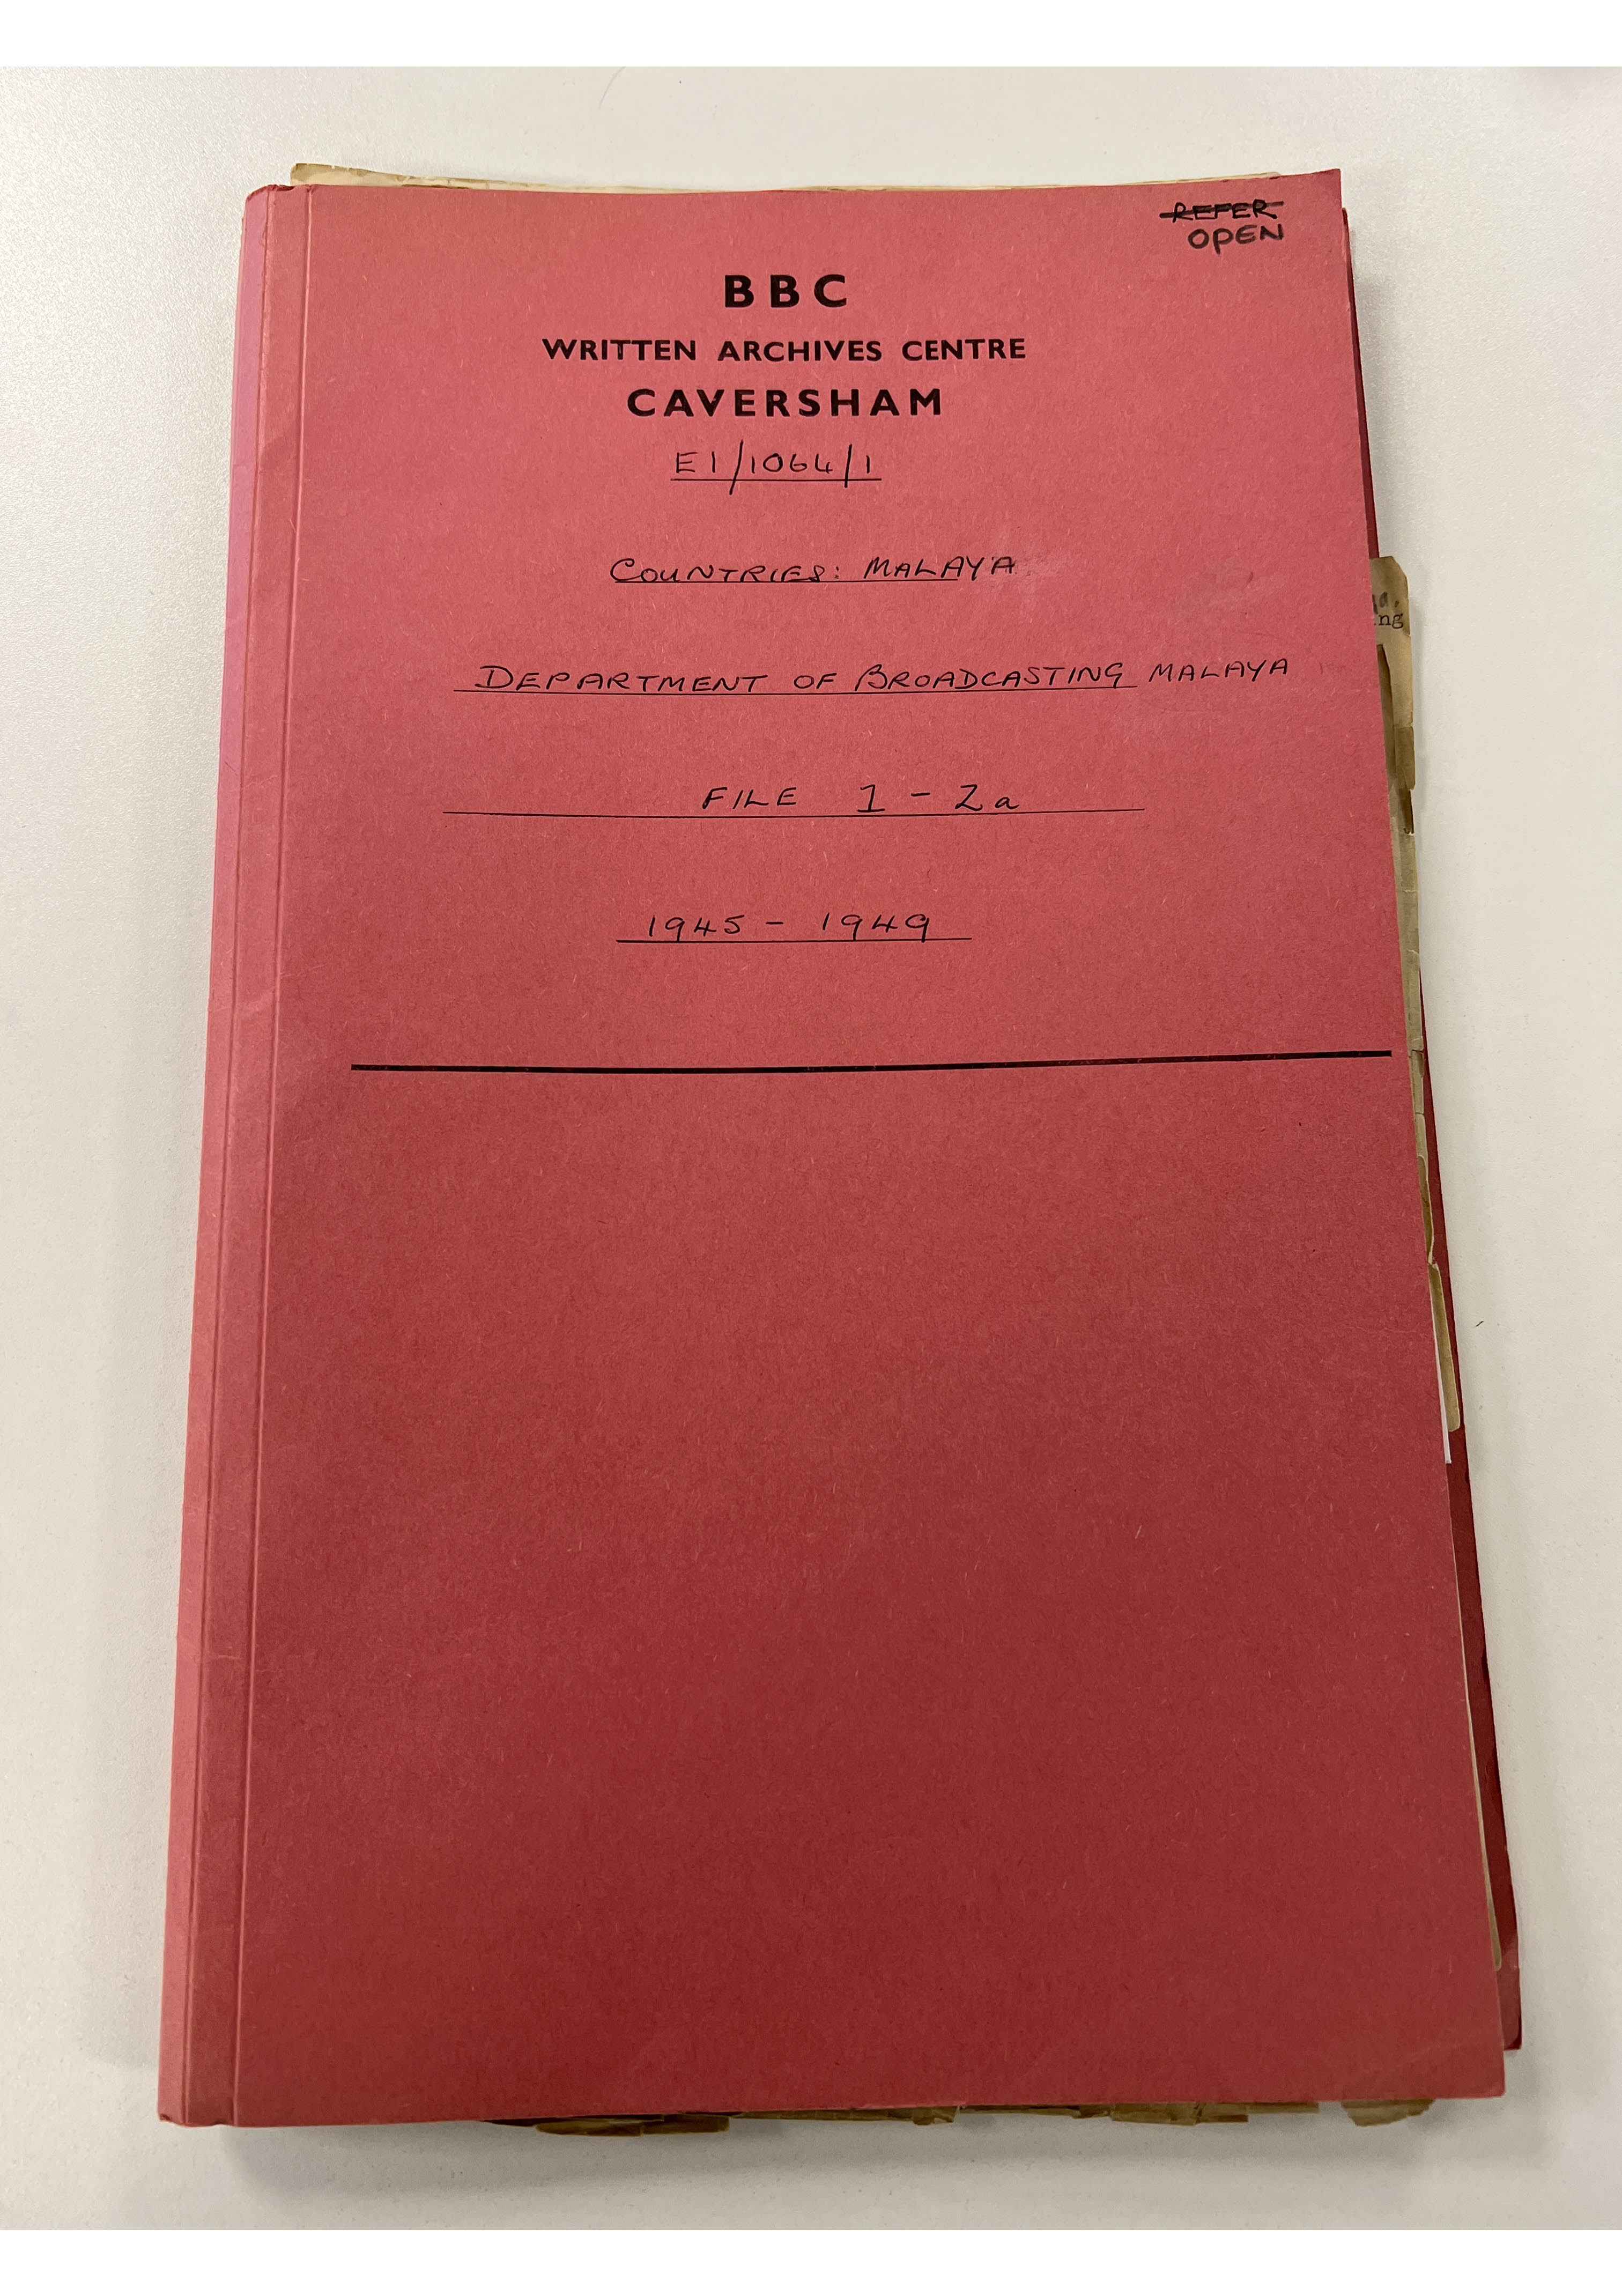 REFER
OPEN
BBC
WRITTEN ARCHIVES CENTRE
CAVERSHAM
E1/1064/1
COUNTRIES: MALAYA
DEPARTMENT OF BROADCASTING MALAYA
FILE 1 - 2a
1945 - 1949